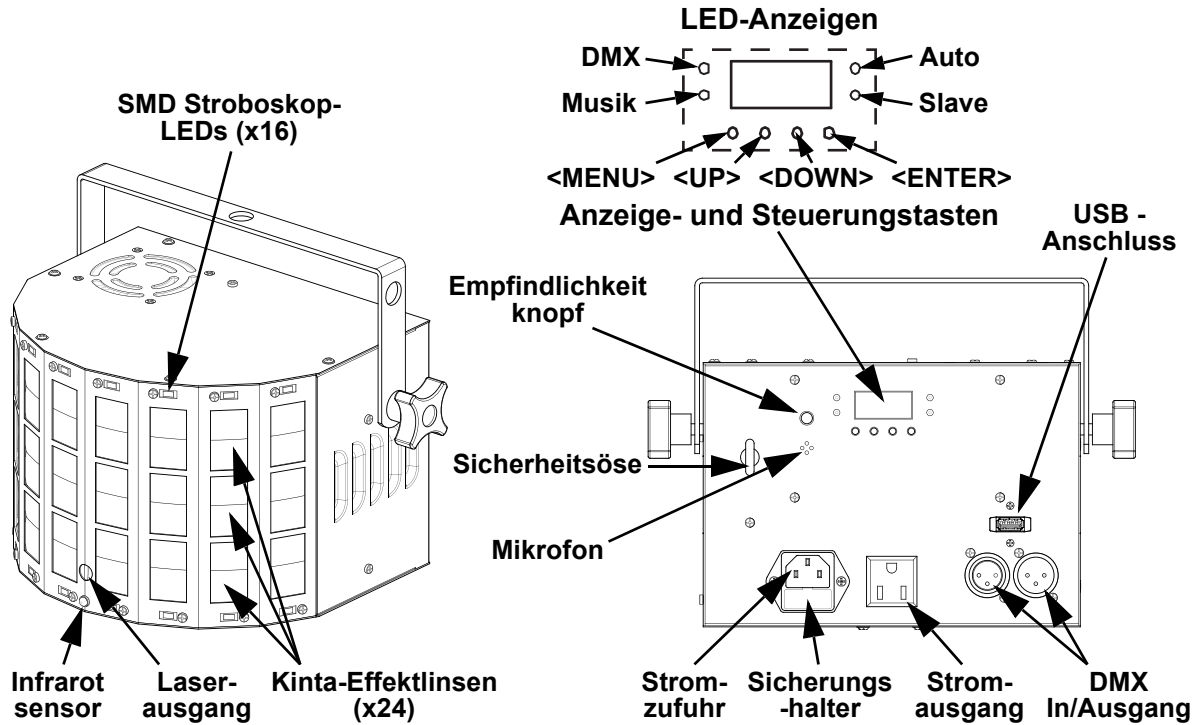 LED-Anzeigen
DMX
Auto
Musik
Slave
<MENU> <UP> <DOWN> <ENTER>
Anzeige- und Steuerungstasten
SMD Stroboskop-
LEDs (x16)
USB -
Anschluss
Empfindlichkeit
knopf
Sicherheitsöse
Mikrofon
Infrarot
sensor
Laser-
ausgang
Kinta-Effektlinsen
(x24)
Strom-
zufuhr
Sicherungs
-halter
Strom-
ausgang
DMX
In/Ausgang